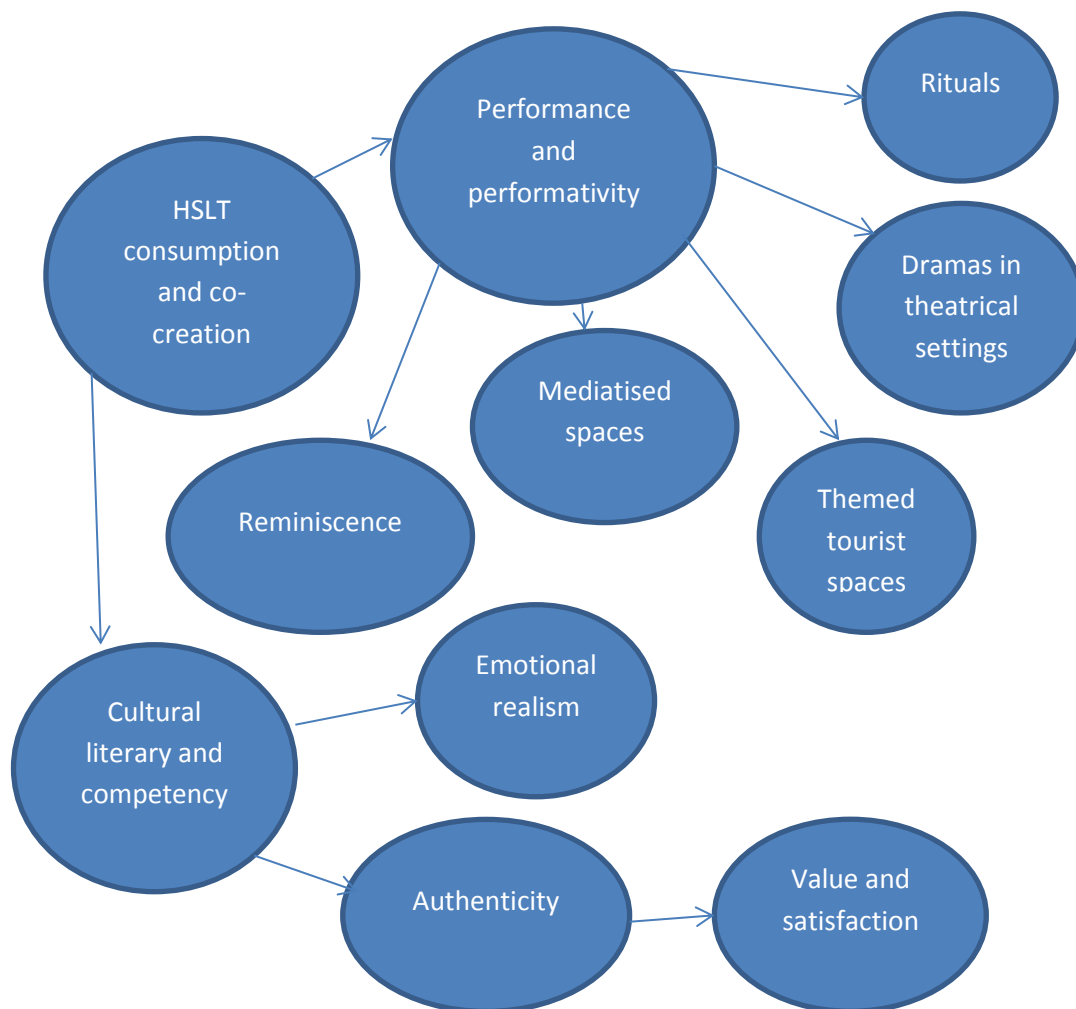 Rituals
Performance
and
performativity
HSLT
consumption
and co-
creation
Dramas in
theatrical
settings
Mediatised
spaces
Reminiscence
Themed
tourist
spaces
Emotional
realism
Cultural
literary and
competency
Authenticity
Value and
satisfaction